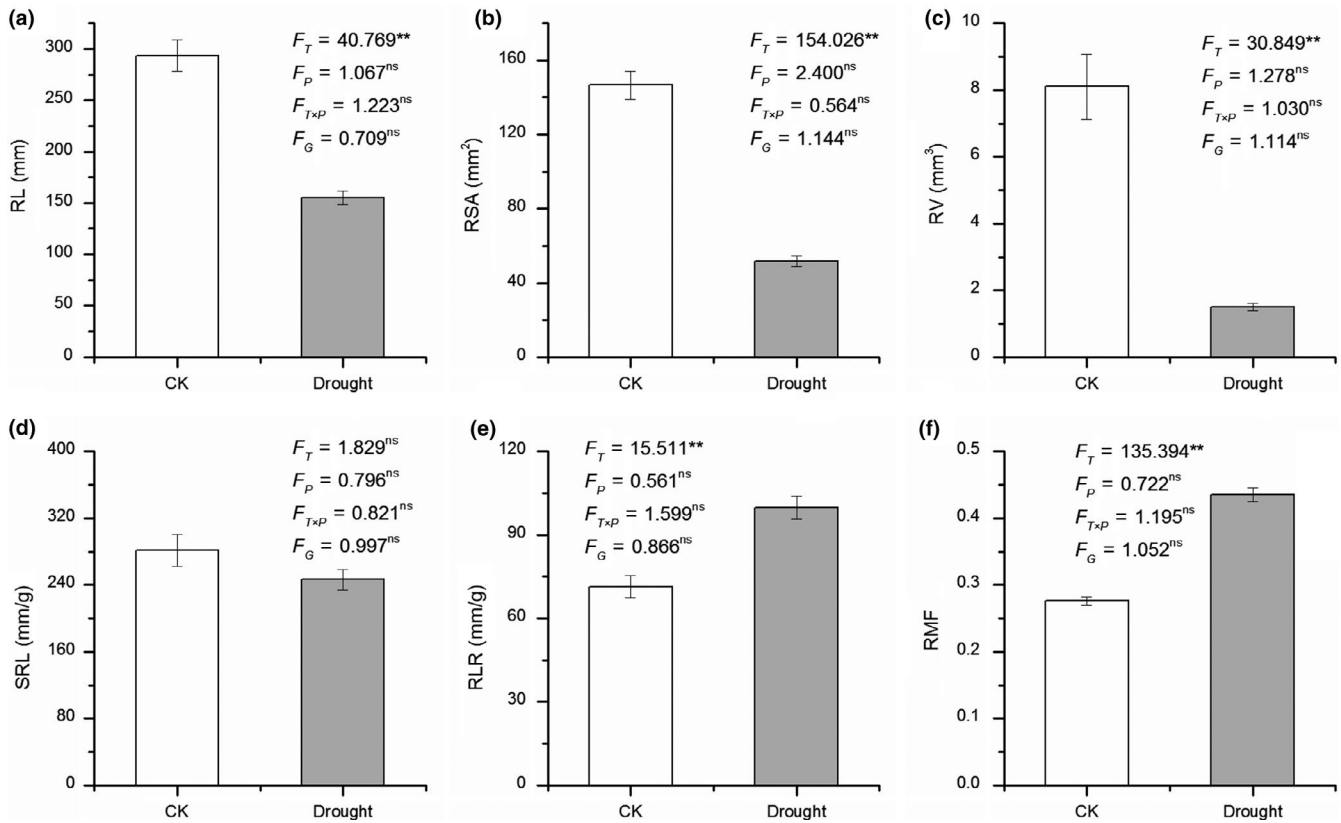 (a)
F_T = 40.769**
F_P = 1.067^ns
F_T×P = 1.223^ns
F_G = 0.709^ns
RL (mm)
300
250
200
150
100
50
0
CK
Drought
(b)
F_T = 154.026**
F_P = 2.400^ns
F_T×P = 0.564^ns
F_G = 1.144^ns
RSA (mm²)
160
120
80
40
0
CK
Drought
(c)
F_T = 30.849**
F_P = 1.278^ns
F_T×P = 1.030^ns
F_G = 1.114^ns
RV (mm³)
10
8
6
4
2
0
CK
Drought
(d)
F_T = 1.829^ns
F_P = 0.796^ns
F_T×P = 0.821^ns
F_G = 0.997^ns
SRL (mm/g)
400
320
240
160
80
0
CK
Drought
(e)
F_T = 15.511**
F_P = 0.561^ns
F_T×P = 1.599^ns
F_G = 0.866^ns
RLR (mm/g)
120
90
60
30
0
CK
Drought
(f)
F_T = 135.394**
F_P = 0.722^ns
F_T×P = 1.195^ns
F_G = 1.052^ns
RMF
0.5
0.4
0.3
0.2
0.1
0.0
CK
Drought